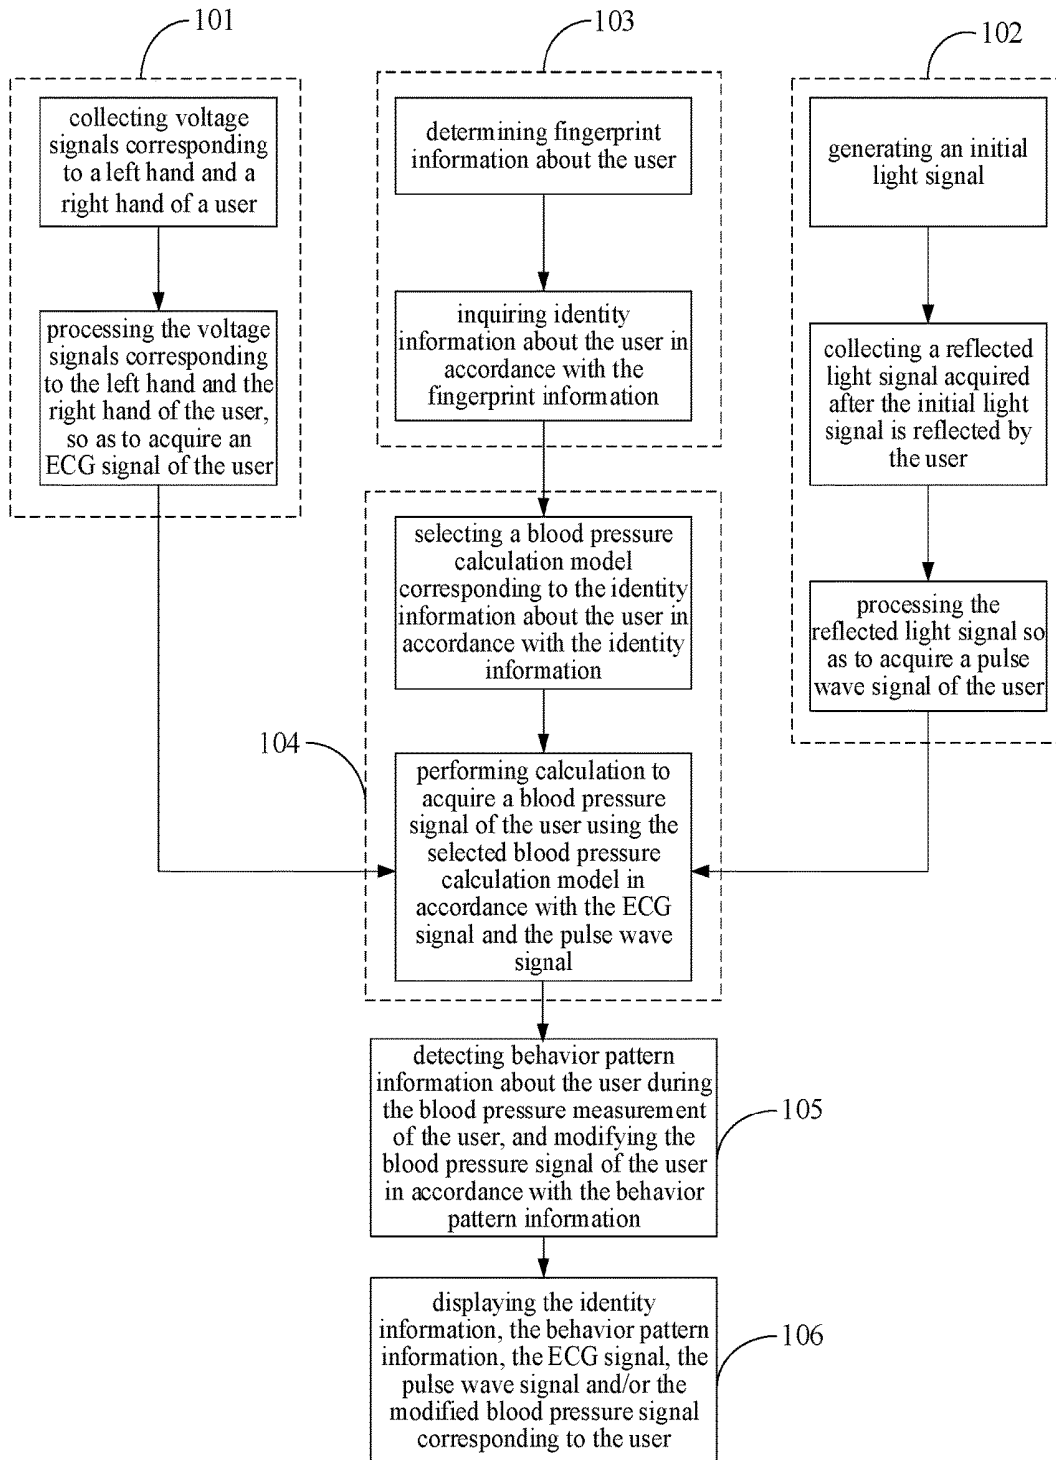 101
103
102
collecting voltage
signals corresponding
to a left hand and a
right hand of a user
determining fingerprint
information about the user
generating an initial
light signal
processing the voltage
signals corresponding
to the left hand and the
right hand of the user,
so as to acquire an
ECG signal of the user
inquiring identity
information about the user in
accordance with the
fingerprint information
collecting a reflected
light signal acquired
after the initial light
signal is reflected by
the user
selecting a blood pressure
calculation model
corresponding to the identity
information about the user in
accordance with the identity
information
processing the
reflected light signal so
as to acquire a pulse
wave signal of the user
104
performing calculation to
acquire a blood pressure
signal of the user using the
selected blood pressure
calculation model in
accordance with the ECG
signal and the pulse wave
signal
detecting behavior pattern
information about the user during
the blood pressure measurement
of the user, and modifying the
blood pressure signal of the user
in accordance with the behavior
pattern information
105
displaying the identity
information, the behavior pattern
information, the ECG signal, the
pulse wave signal and/or the
modified blood pressure signal
corresponding to the user
106